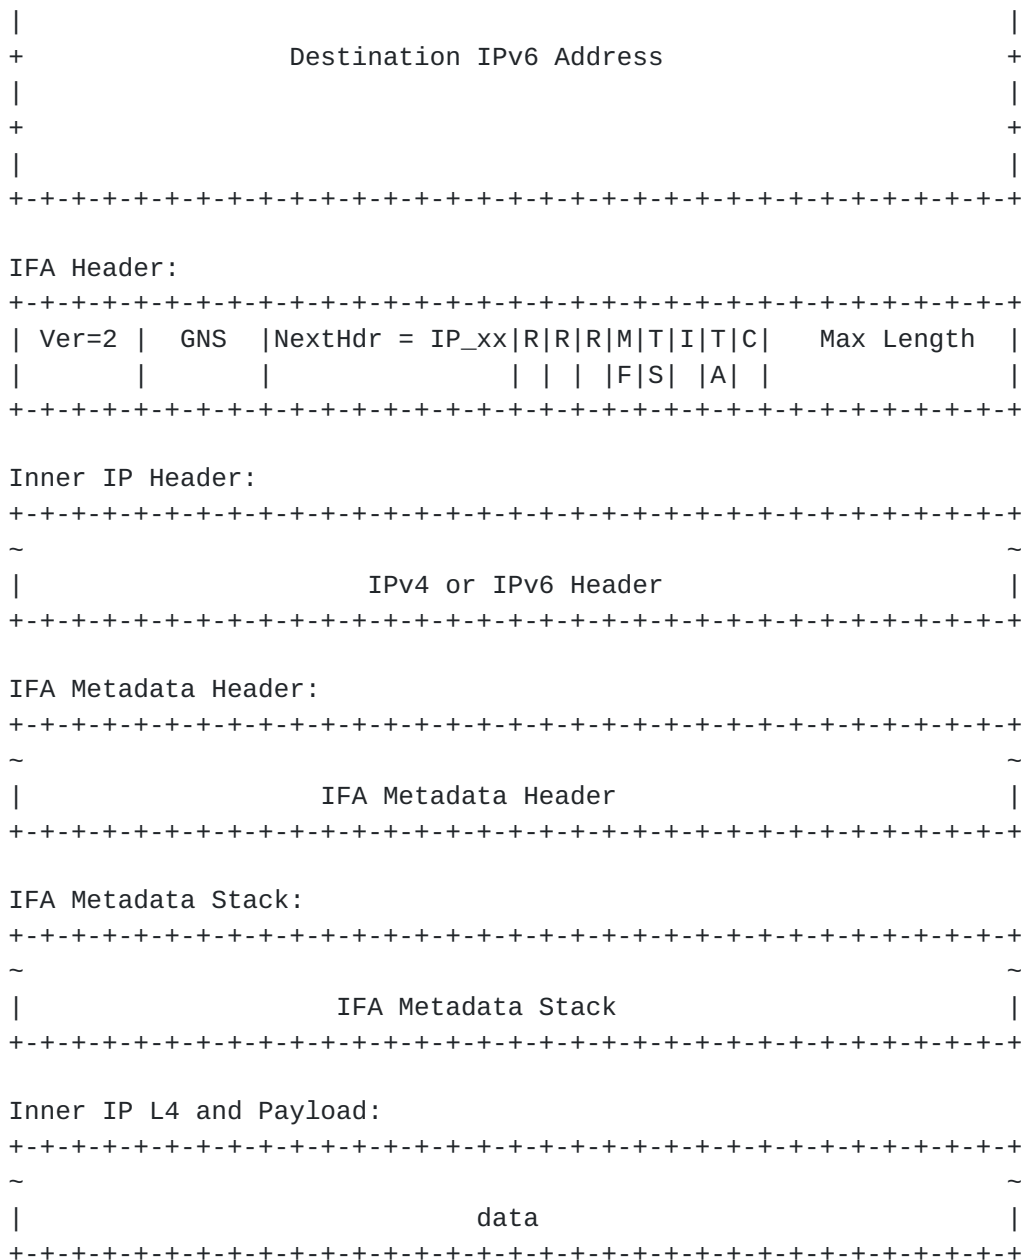 |                                                               |
+                 Destination IPv6 Address                      +
|                                                               |
+                                                               +
|                                                               |
+-+-+-+-+-+-+-+-+-+-+-+-+-+-+-+-+-+-+-+-+-+-+-+-+-+-+-+-+-+-+-+-+

IFA Header:
+-+-+-+-+-+-+-+-+-+-+-+-+-+-+-+-+-+-+-+-+-+-+-+-+-+-+-+-+-+-+-+-+
| Ver=2 |  GNS  |NextHdr = IP_xx|R|R|R|M|T|I|T|C|   Max Length  |
|       |       |               | | | |F|S| |A| |               |
+-+-+-+-+-+-+-+-+-+-+-+-+-+-+-+-+-+-+-+-+-+-+-+-+-+-+-+-+-+-+-+-+

Inner IP Header:
+-+-+-+-+-+-+-+-+-+-+-+-+-+-+-+-+-+-+-+-+-+-+-+-+-+-+-+-+-+-+-+-+
~                                                               ~
|                      IPv4 or IPv6 Header                      |
+-+-+-+-+-+-+-+-+-+-+-+-+-+-+-+-+-+-+-+-+-+-+-+-+-+-+-+-+-+-+-+-+

IFA Metadata Header:
+-+-+-+-+-+-+-+-+-+-+-+-+-+-+-+-+-+-+-+-+-+-+-+-+-+-+-+-+-+-+-+-+
~                                                               ~
|                   IFA Metadata Header                         |
+-+-+-+-+-+-+-+-+-+-+-+-+-+-+-+-+-+-+-+-+-+-+-+-+-+-+-+-+-+-+-+-+

IFA Metadata Stack:
+-+-+-+-+-+-+-+-+-+-+-+-+-+-+-+-+-+-+-+-+-+-+-+-+-+-+-+-+-+-+-+-+
~                                                               ~
|                    IFA Metadata Stack                         |
+-+-+-+-+-+-+-+-+-+-+-+-+-+-+-+-+-+-+-+-+-+-+-+-+-+-+-+-+-+-+-+-+

Inner IP L4 and Payload:
+-+-+-+-+-+-+-+-+-+-+-+-+-+-+-+-+-+-+-+-+-+-+-+-+-+-+-+-+-+-+-+-+
~                                                               ~
|                             data                              |
+-+-+-+-+-+-+-+-+-+-+-+-+-+-+-+-+-+-+-+-+-+-+-+-+-+-+-+-+-+-+-+-+